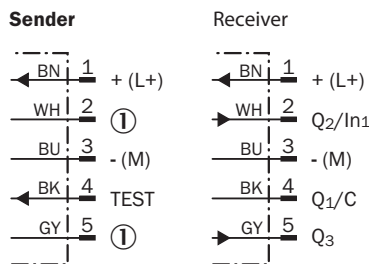 Sender
BN 1 + (L+)
WH 2 ①
BU 3 - (M)
BK 4 TEST
GY 5 ①
Receiver
BN 1 + (L+)
WH 2 Q2/In1
BU 3 - (M)
BK 4 Q1/C
GY 5 Q3